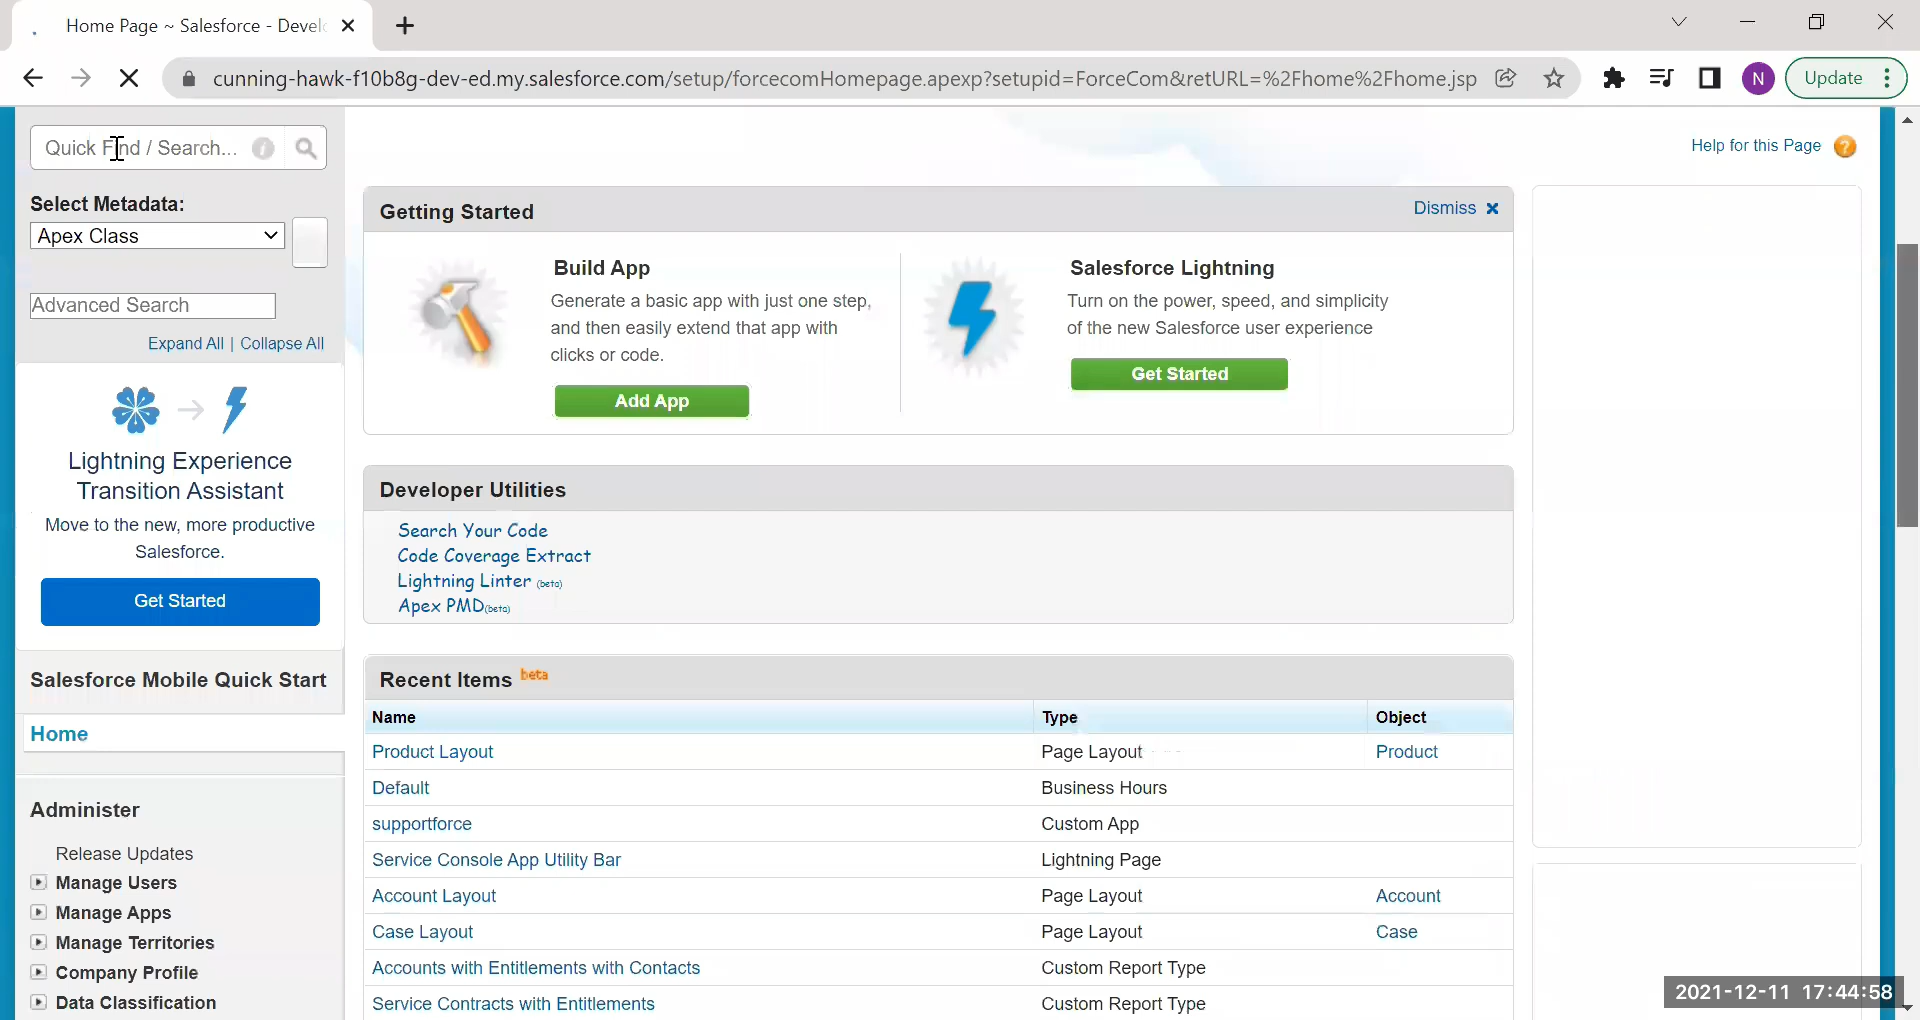 Home Page ~ Salesforce - Devel
cunning-hawk-f10b8g-dev-ed.my.salesforce.com/setup/forcecomHomepage.apexp?setupid=ForceCom&retURL=%2Fhome%2Fhome.jsp
N
Update
Quick Find / Search...
Select Metadata:
Apex Class
Advanced Search
Expand All | Collapse All
Lightning Experience
Transition Assistant
Move to the new, more productive
Salesforce.
Get Started
Salesforce Mobile Quick Start
Home
Administer
Release Updates
Manage Users
Manage Apps
Manage Territories
Company Profile
Data Classification
Help for this Page ?
Getting Started
Dismiss
Build App
Generate a basic app with just one step,
and then easily extend that app with
clicks or code.
Add App
Salesforce Lightning
Turn on the power, speed, and simplicity
of the new Salesforce user experience
Get Started
Developer Utilities
Search Your Code
Code Coverage Extract
Lightning Linter (beta)
Apex PMD(beta)
Recent Items beta
Name Type Object
Product Layout Page Layout Product
Default Business Hours
supportforce Custom App
Service Console App Utility Bar Lightning Page
Account Layout Page Layout Account
Case Layout Page Layout Case
Accounts with Entitlements with Contacts Custom Report Type
Service Contracts with Entitlements Custom Report Type
2021-12-11 17:44:58